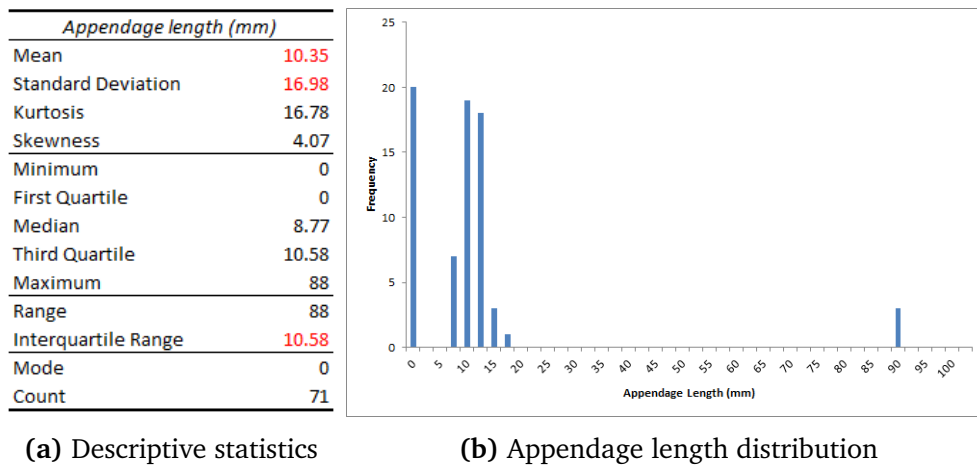 Appendage length (mm)
Mean 10.35
Standard Deviation 16.98
Kurtosis 16.78
Skewness 4.07
Minimum 0
First Quartile 0
Median 8.77
Third Quartile 10.58
Maximum 88
Range 88
Interquartile Range 10.58
Mode 0
Count 71
(a) Descriptive statistics
25
20
15
10
5
0
Frequency
0 5 10 15 20 25 30 35 40 45 50 55 60 65 70 75 80 85 90 95 100
Appendage Length (mm)
(b) Appendage length distribution